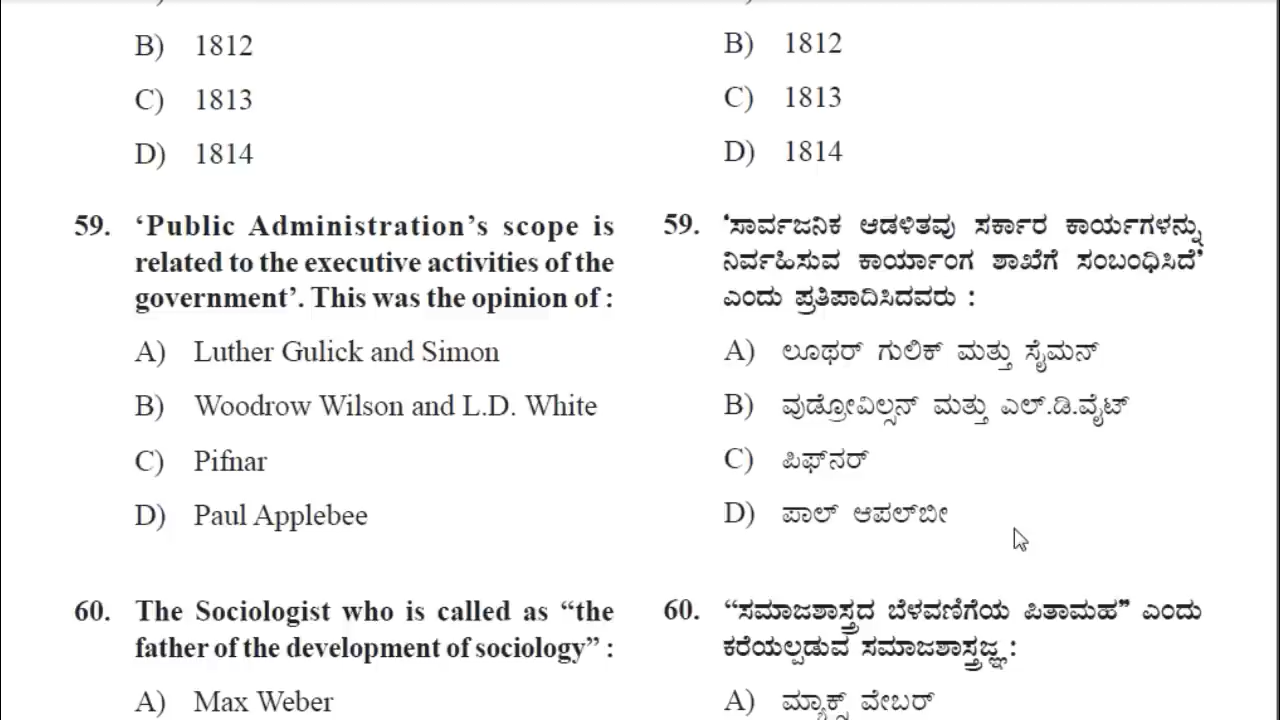 B) 1812
C) 1813
D) 1814
59. ‘Public Administration’s scope is
related to the executive activities of the
government’. This was the opinion of :
A) Luther Gulick and Simon
B) Woodrow Wilson and L.D. White
C) Pifnar
D) Paul Applebee
60. The Sociologist who is called as “the
father of the development of sociology” :
A) Max Weber
B) 1812
C) 1813
D) 1814
59. ‘ಸಾರ್ವಜನಿಕ ಆಡಳಿತವು ಸರ್ಕಾರ ಕಾರ್ಯಗಳನ್ನು
ನಿರ್ವಹಿಸುವ ಕಾರ್ಯಾಂಗ ಶಾಖೆಗೆ ಸಂಬಂಧಿಸಿದೆ’
ಎಂದು ಪ್ರತಿಪಾದಿಸಿದವರು :
A) ಲೂಥರ್ ಗುಲಿಕ್ ಮತ್ತು ಸೈಮನ್
B) ವುಡ್ರೋವಿಲ್ಸನ್ ಮತ್ತು ಎಲ್.ಡಿ.ವೈಟ್
C) ಪಿಫ್‌ನರ್
D) ಪಾಲ್ ಆಪಲ್‌ಬೀ
60. “ಸಮಾಜಶಾಸ್ತ್ರದ ಬೆಳವಣಿಗೆಯ ಪಿತಾಮಹ” ಎಂದು
ಕರೆಯಲ್ಪಡುವ ಸಮಾಜಶಾಸ್ತ್ರಜ್ಞ :
A) ಮ್ಯಾಕ್ಸ್ ವೇಬರ್